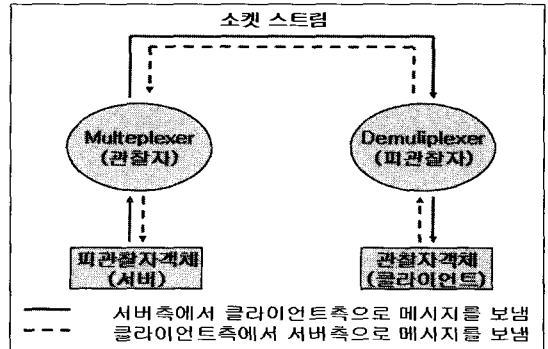 소켓 스트림
Multeplexer
(관찰자)
Demuliplexer
(피관찰자)
피관찰자객체
(서버)
관찰자객체
(클라이언트)
서버측에서 클라이언트측으로 메시지를 보냄
클라이언트측에서 서버측으로 메시지를 보냄